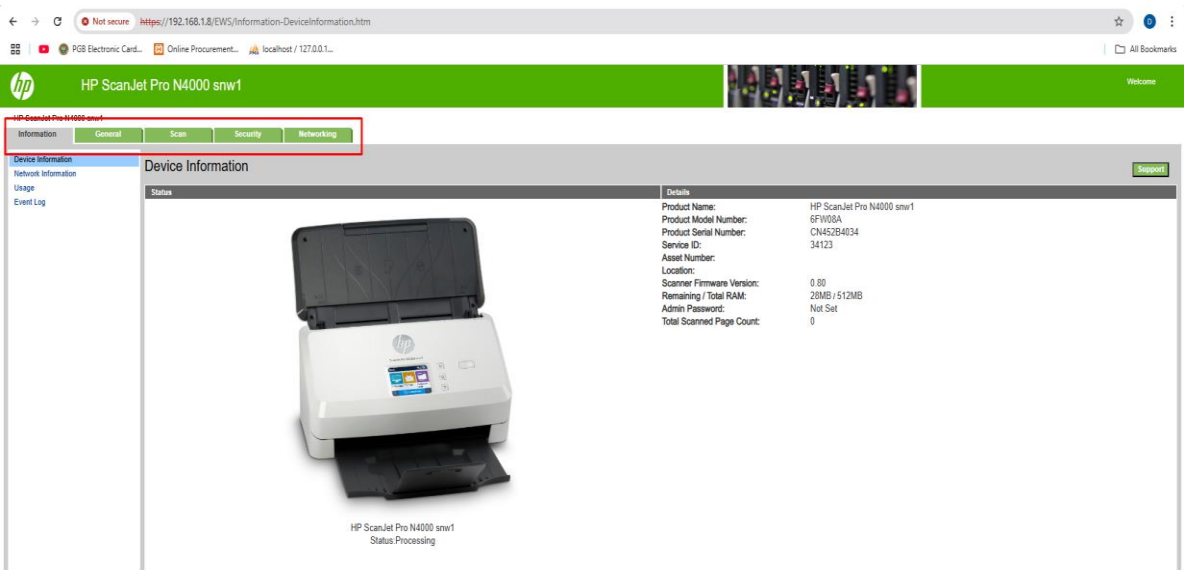 Not secure https://192.168.1.8/EWS/Information-DeviceInformation.htm
PGB Electronic Card... Online Procurement... localhost / 127.0.0.1... All Bookmarks
hp HP ScanJet Pro N4000 snw1 Welcome
HP ScanJet Pro N4000 snw1
Information General Scan Security Networking
Device Information
Network Information
Usage
Event Log
Device Information Support
Status Details
Product Name: HP ScanJet Pro N4000 snw1
Product Model Number: 6FW08A
Product Serial Number: CN452B4034
Service ID: 34123
Asset Number:
Location:
Scanner Firmware Version: 0.80
Remaining / Total RAM: 28MB / 512MB
Admin Password: Not Set
Total Scanned Page Count: 0
hp
HP ScanJet Pro N4000 snw1
Status:Processing